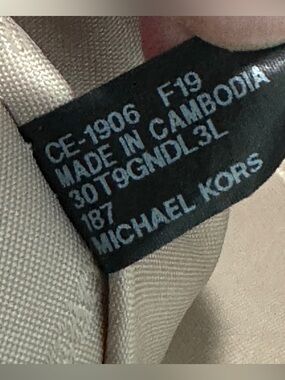 CE-1906 F19
MADE IN CAMBODIA
30T9GNDL3L
187
MICHAEL KORS